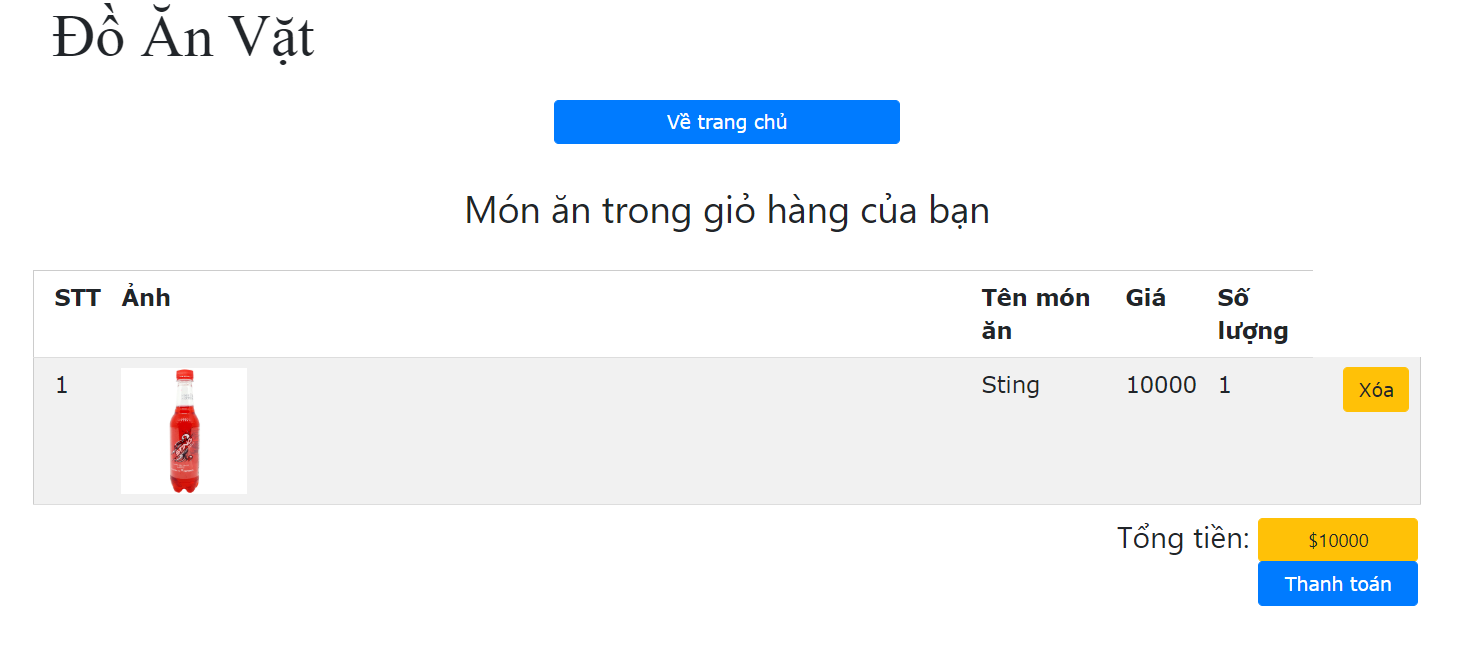 Đồ Ăn Vặt
Về trang chủ
Món ăn trong giỏ hàng của bạn
STT Ảnh Tên món ăn Giá Số lượng
1 Sting 10000 1 Xóa
Tổng tiền: $10000
Thanh toán